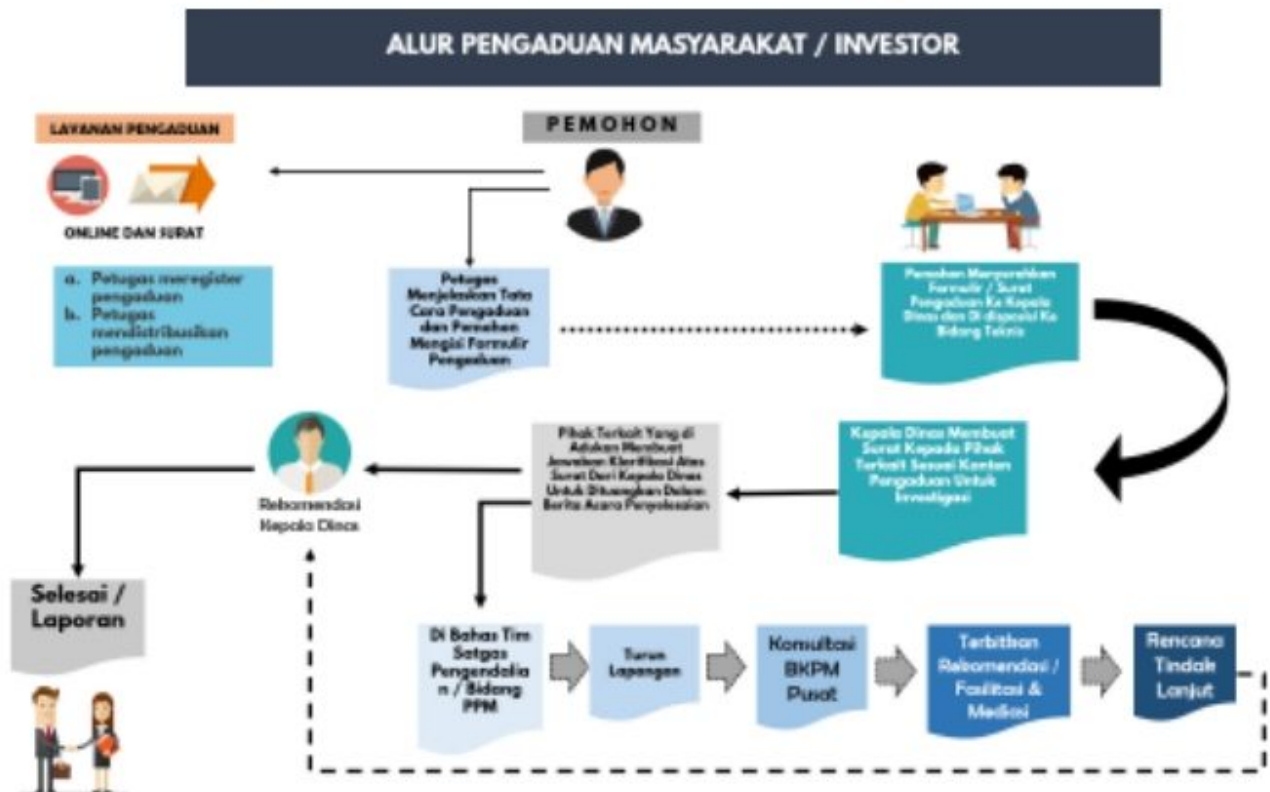 ALUR PENGADUAN MASYARAKAT / INVESTOR
LAYANAN PENGADUAN
PEMOHON
ONLINE DAN SURAT
a. Petugas meregister
pengaduan
b. Petugas
mendistribusikan
pengaduan
Petugas
Menjelaskan Tata
Cara Pengaduan
dan Pemohon
Mengisi Formulir
Pengaduan
Pemohon Menyerahkan
Formulir / Surat
Pengaduan Ke Kepala
Dinas dan Di disposisi Ke
Bidang Teknis
Kepala Dinas Membuat
Surat Kepada Pihak
Terkait Sesuai Konten
Pengaduan Untuk
Investigasi
Pihak Terkait Yang di
Adukan Membuat
Jawaban Klarifikasi Atas
Surat Dari Kepala Dinas
Untuk Dituangkan Dalam
Berita Acara Penyelesaian
Rekomendasi
Kepala Dinas
Selesai /
Laporan
Di Bahas Tim
Satgas
Pengendalia
n / Bidang
PPM
Turun
Lapangan
Konsultasi
BKPM
Pusat
Terbitkan
Rekomendasi /
Fasilitasi &
Mediasi
Rencana
Tindak
Lanjut